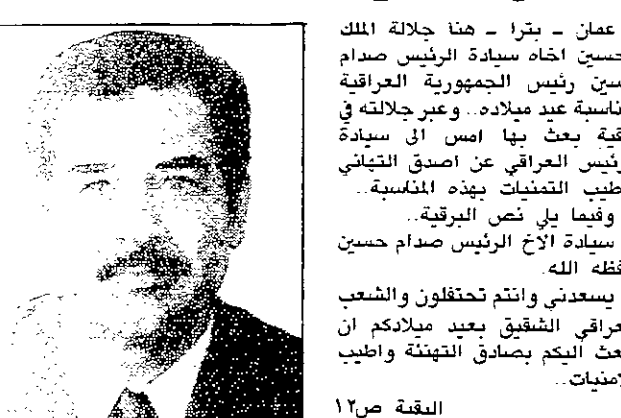 عمان ـ بترا ـ هنا جلالة الملك
حسين اخاه سيادة الرئيس صدام
سين رئيس الجمهورية العراقية
ناسبة عيد ميلاده.. وعبر جلالته في
قية بعث بها امس الى سيادة
رئيس العراقي عن اصدق التهاني
طيب التمنيات بهذه المناسبة..
وفيما يلي نص البرقية..
سيادة الاخ الرئيس صدام حسين
فظه الله.
يسعدني وانتم تحتفلون والشعب
عراقي الشقيق بعيد ميلادكم ان
بعث اليكم بصادق التهنئة واطيب
لامنيات..
البقية ص١٢